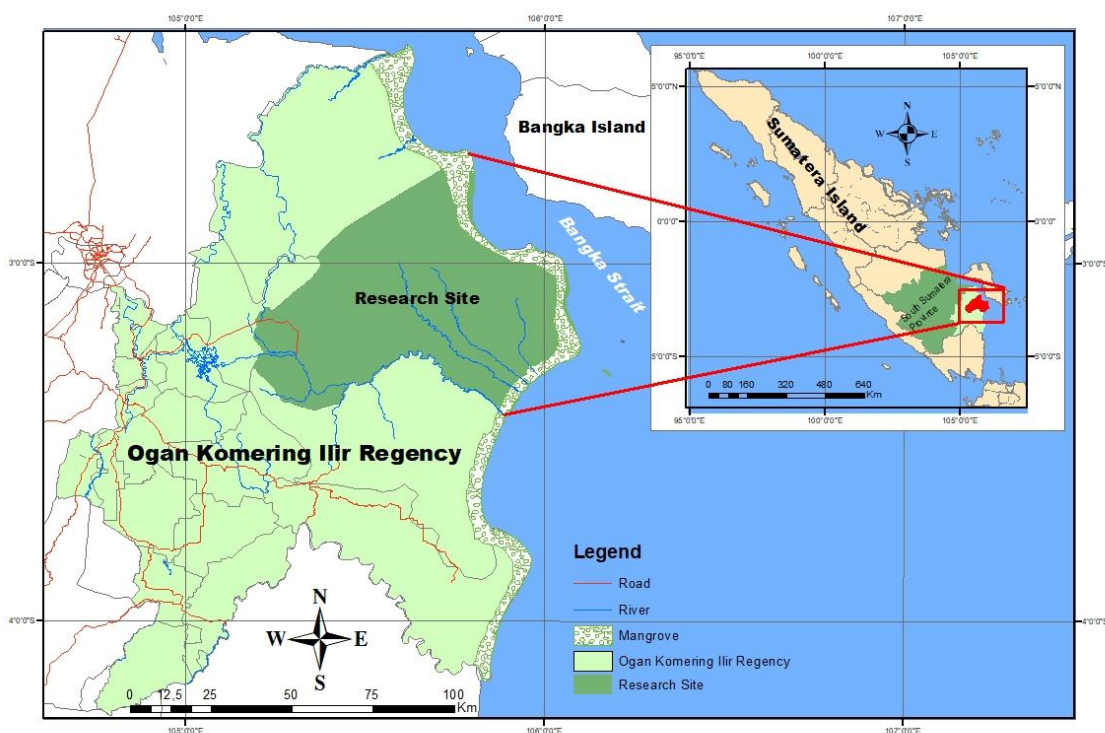 105°0'0"E
106°0'0"E
107°0'0"E
95°0'0"E
100°0'0"E
105°0'0"E
5°0'0"N
5°0'0"N
N
W E
S
Sumatera Island
0°0'0"
0°0'0"
South Sumatera
Province
5°0'0"S
5°0'0"S
0 80 160 320 480 640
Km
95°0'0"E
100°0'0"E
105°0'0"E
Bangka Island
Bangka Strait
3°0'0"S
3°0'0"S
Research Site
Ogan Komering Ilir Regency
Legend
Road
River
Mangrove
Ogan Komering Ilir Regency
Research Site
N
W E
S
4°0'0"S
4°0'0"S
0 12,5 25 50 75 100
Km
105°0'0"E
106°0'0"E
107°0'0"E